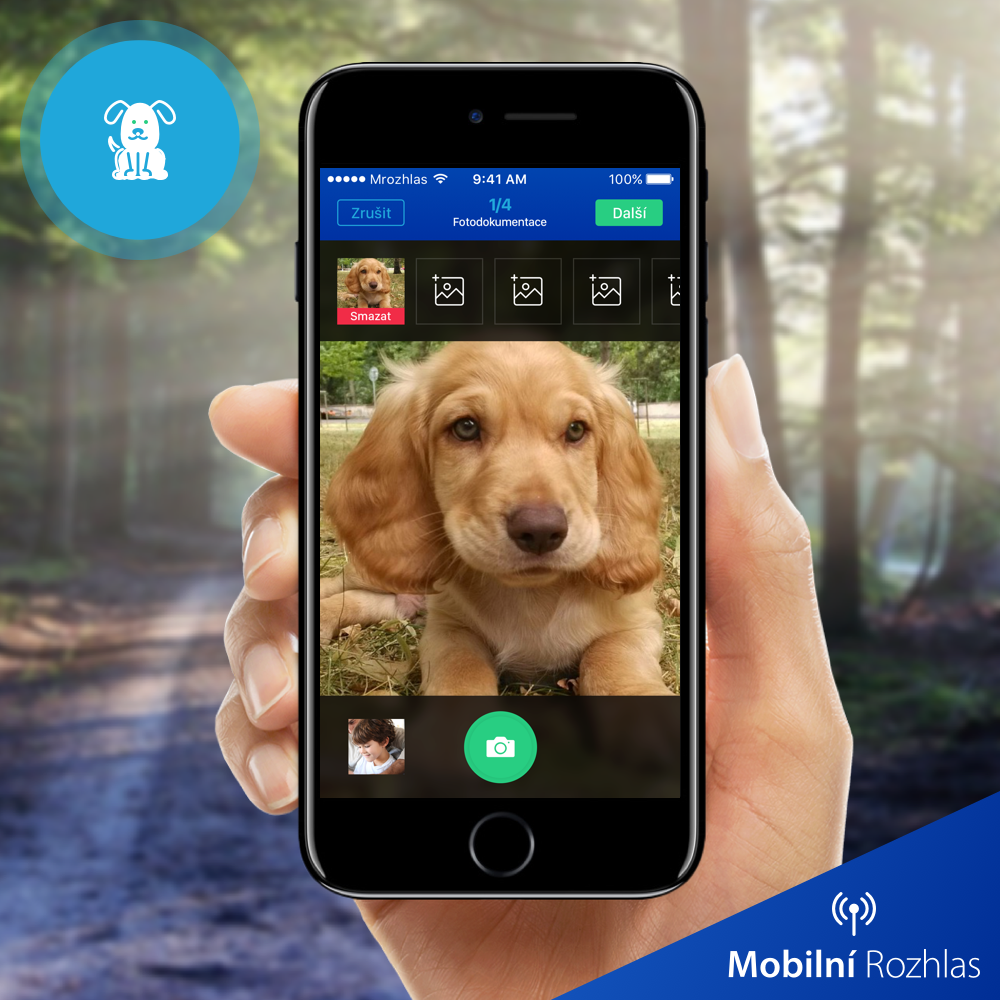 Mrozhlas 9:41 AM 100%
Zrušit 1/4 Další
Fotodokumentace
Smazat
Mobilní Rozhlas